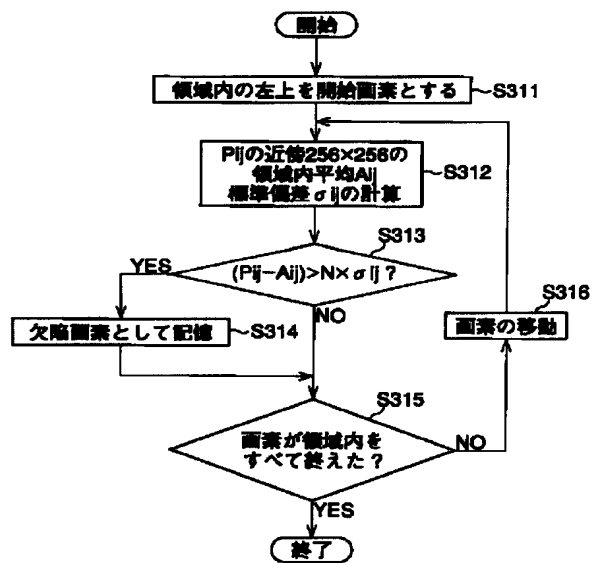 開始
領域内の左上を開始画素とする
S311
Pijの近傍256×256の
領域内平均Aij
標準偏差σijの計算
S312
S313
(Pij−Aij)>N×σij?
YES
NO
欠陥画素として記憶
S314
S316
画素の移動
S315
画素が領域内を
すべて終えた?
NO
YES
終了